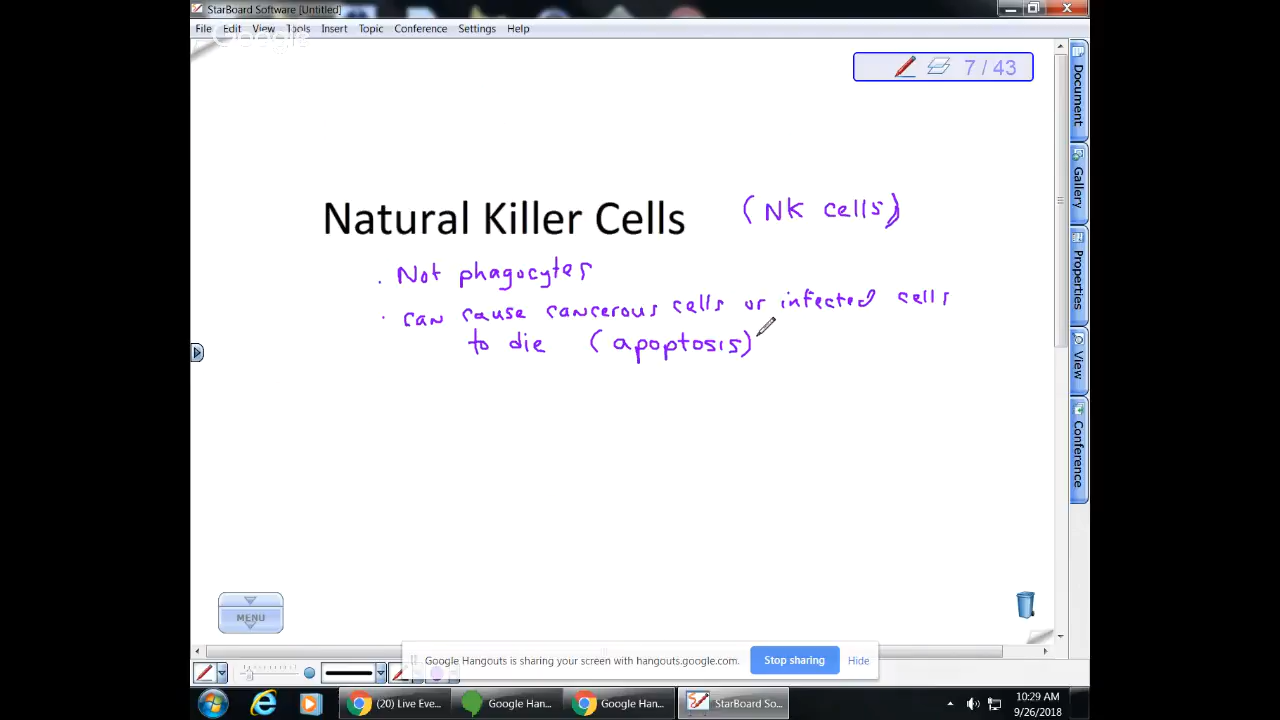 StarBoard Software [Untitled]
File Edit View Tools Insert Topic Conference Settings Help
Google
7 / 43
Document
Gallery
Properties
View
Conference
Natural Killer Cells (NK cells)
. Not phagocytes
. can cause cancerous cells or infected cells
to die (apoptosis)
MENU
Google Hangouts is sharing your screen with hangouts.google.com. Stop sharing Hide
(20) Live Eve... Google Han... Google Han... StarBoard So...
10:29 AM
9/26/2018